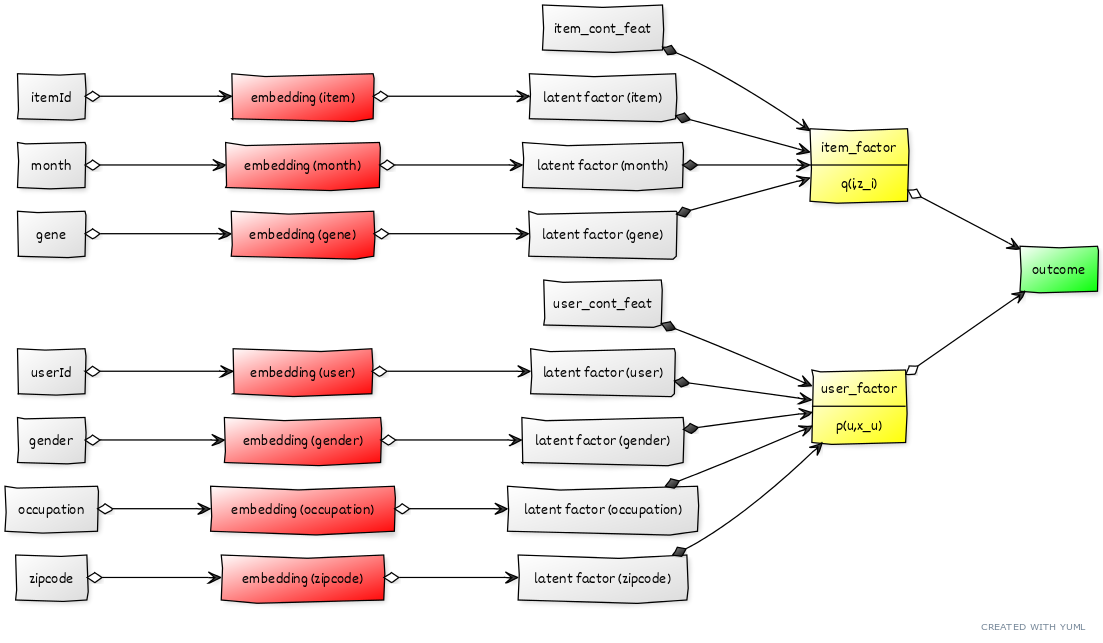 item_cont_feat
itemId
embedding (item)
latent factor (item)
month
embedding (month)
latent factor (month)
gene
embedding (gene)
latent factor (gene)
item_factor
q(i,z_i)
outcome
user_cont_feat
userId
embedding (user)
latent factor (user)
gender
embedding (gender)
latent factor (gender)
occupation
embedding (occupation)
latent factor (occupation)
zipcode
embedding (zipcode)
latent factor (zipcode)
user_factor
p(u,x_u)
CREATED WITH YUML